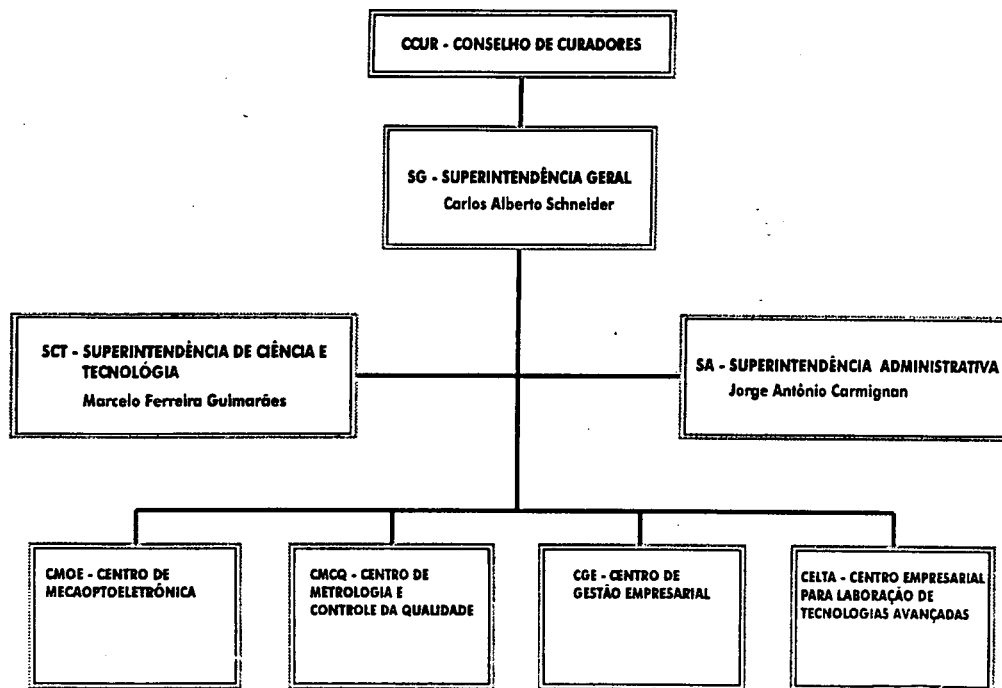 CCUR - CONSELHO DE CURADORES
SG - SUPERINTENDÊNCIA GERAL
Carlos Alberto Schneider
SCT - SUPERINTENDÊNCIA DE CIÊNCIA E
TECNOLÓGIA
Marcelo Ferreira Guimarães
SA - SUPERINTENDÊNCIA ADMINISTRATIVA
Jorge Antônio Carmignan
CMOE - CENTRO DE
MECAOPTOELETRÔNICA
CMCQ - CENTRO DE
METROLOGIA E
CONTROLE DA QUALIDADE
CGE - CENTRO DE
GESTÃO EMPRESARIAL
CELTA - CENTRO EMPRESARIAL
PARA LABORAÇÃO DE
TECNOLOGIAS AVANÇADAS